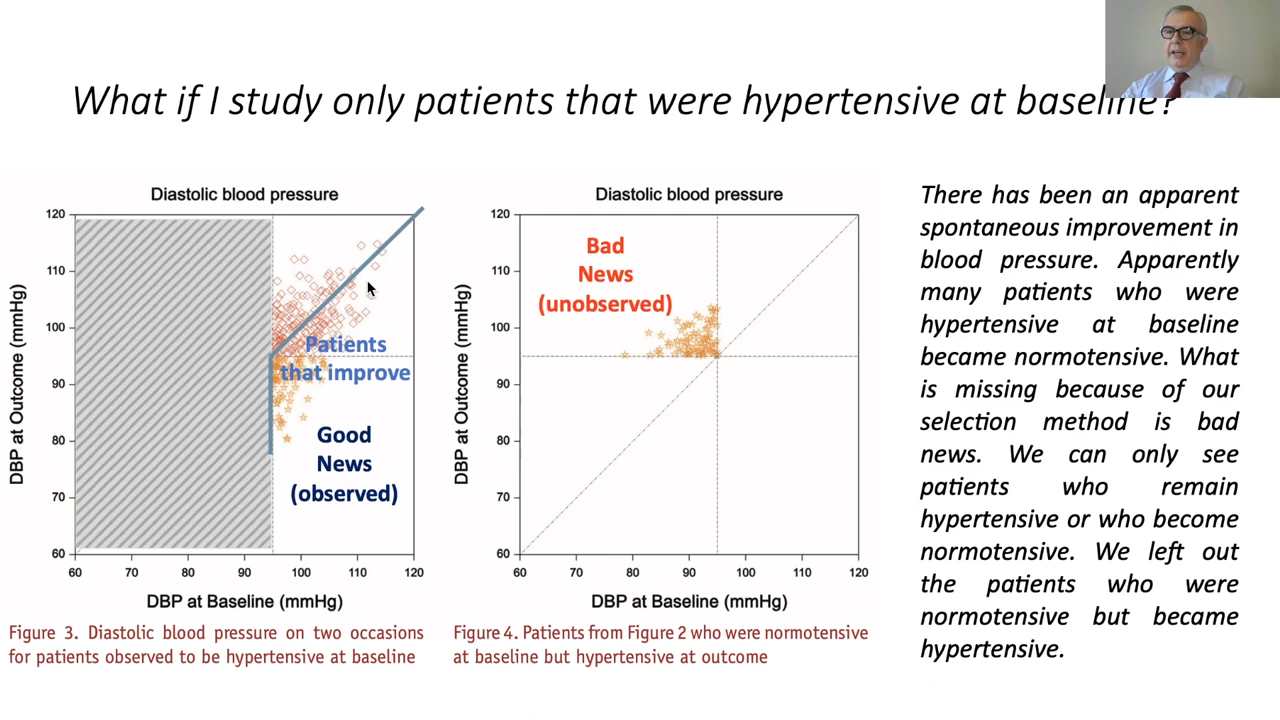 What if I study only patients that were hypertensive at baseline?
Diastolic blood pressure
120
110
100
90
80
70
60
60 70 80 90 100 110 120
DBP at Outcome (mmHg)
DBP at Baseline (mmHg)
Patients
that improve
Good
News
(observed)
Figure 3. Diastolic blood pressure on two occasions
for patients observed to be hypertensive at baseline
Diastolic blood pressure
120
110
100
90
80
70
60
60 70 80 90 100 110 120
DBP at Outcome (mmHg)
DBP at Baseline (mmHg)
Bad
News
(unobserved)
Figure 4. Patients from Figure 2 who were normotensive
at baseline but hypertensive at outcome
There has been an apparent
spontaneous improvement in
blood pressure. Apparently
many patients who were
hypertensive at baseline
became normotensive. What
is missing because of our
selection method is bad
news. We can only see
patients who remain
hypertensive or who become
normotensive. We left out
the patients who were
normotensive but became
hypertensive.